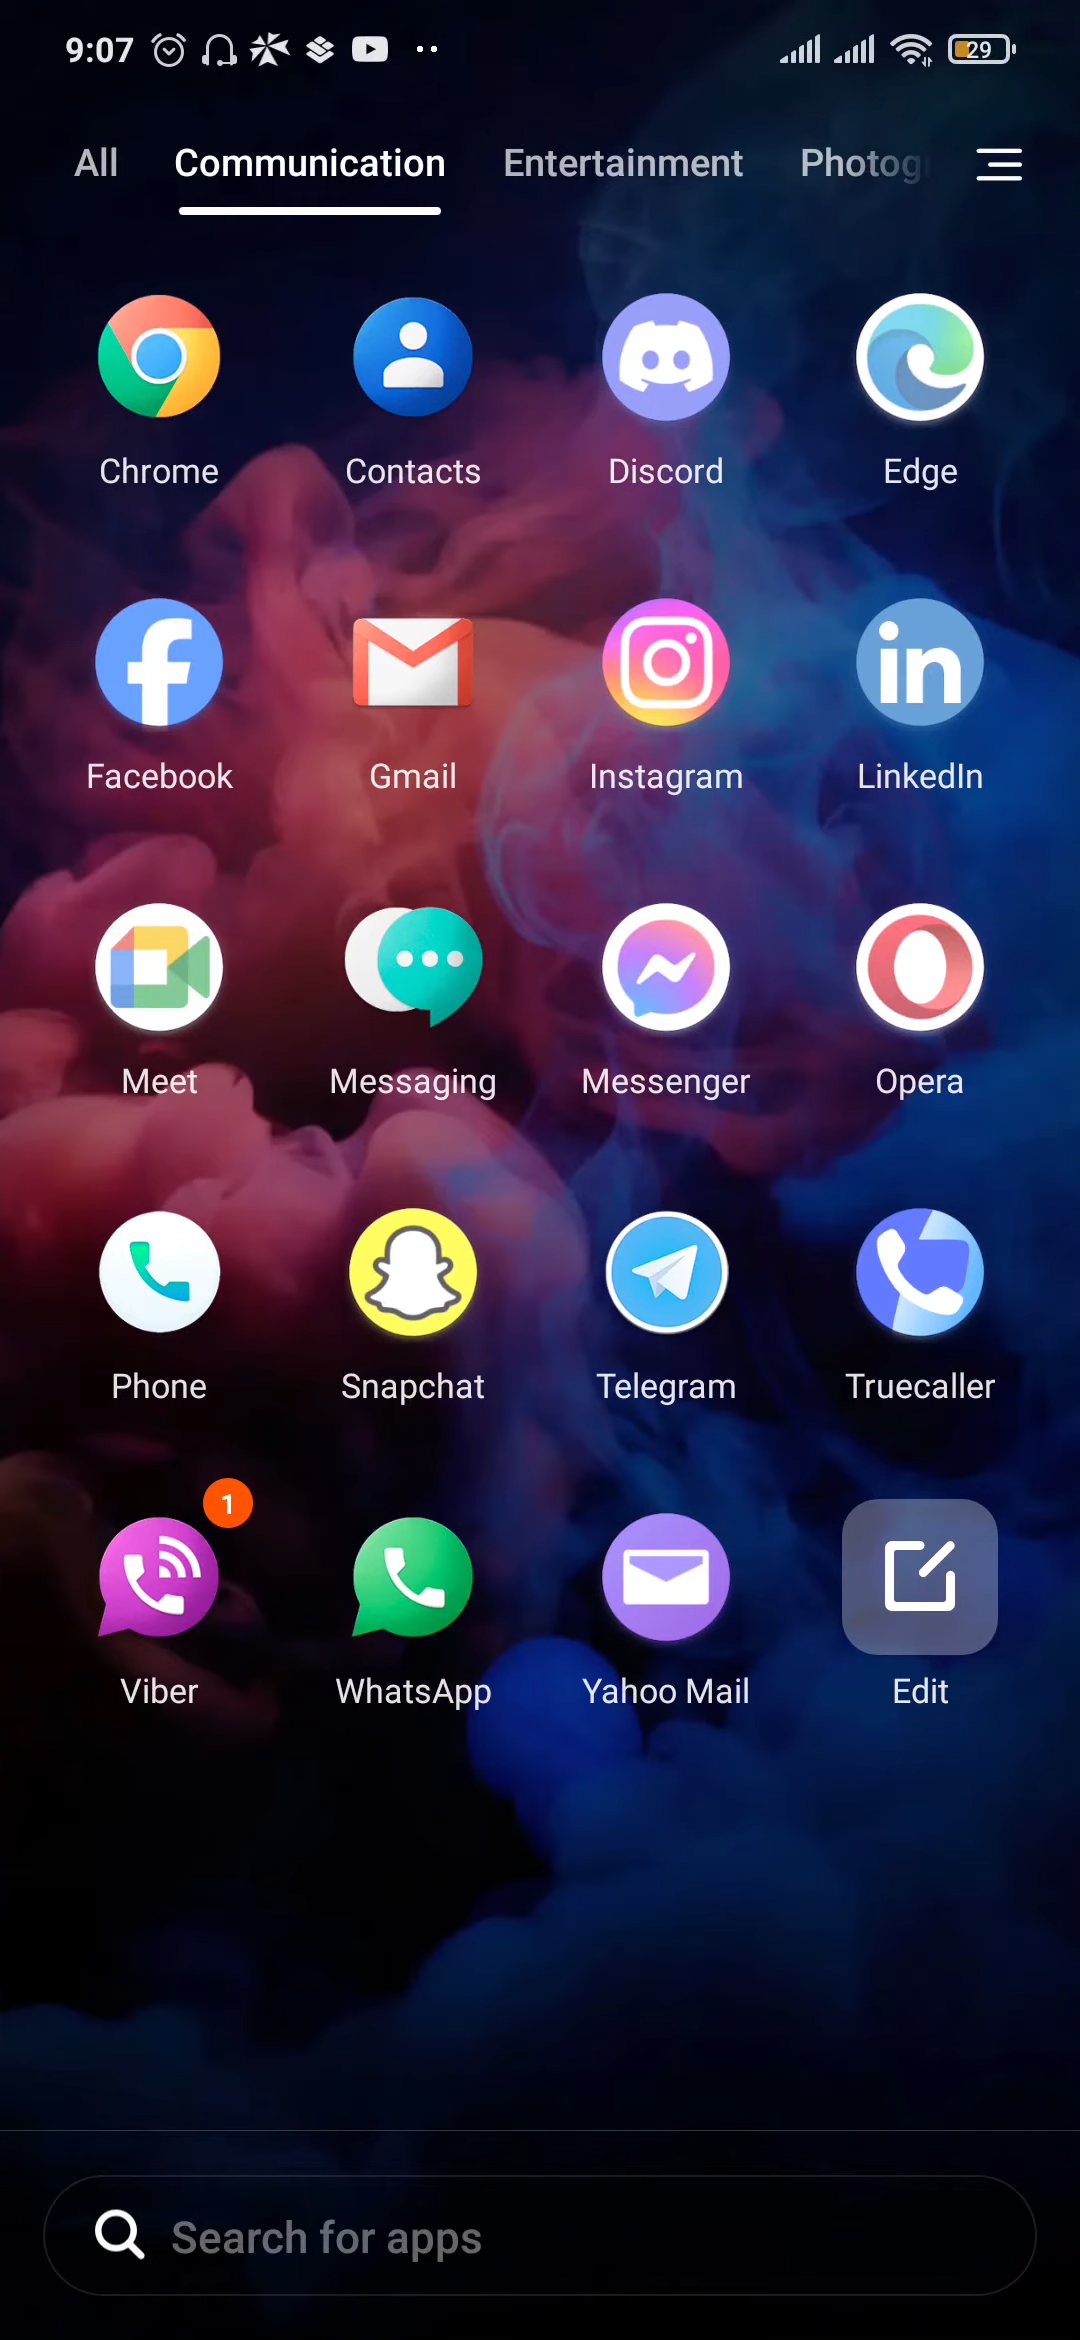 9:07 29
All Communication Entertainment Photog
Chrome Contacts Discord Edge
Facebook Gmail Instagram LinkedIn
Meet Messaging Messenger Opera
Phone Snapchat Telegram Truecaller
1
Viber WhatsApp Yahoo Mail Edit
Search for apps